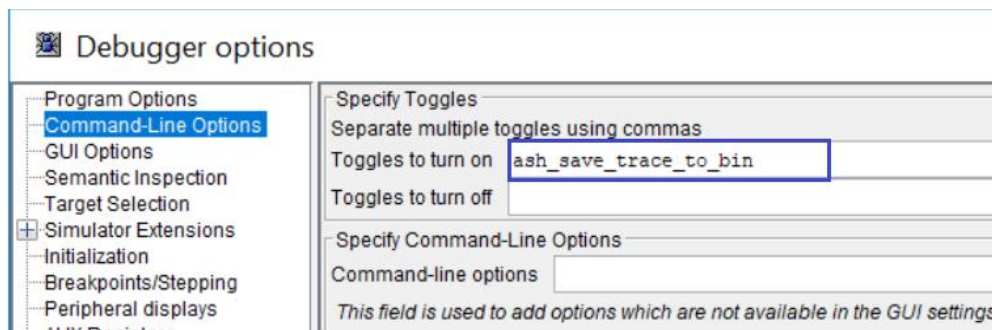 Debugger options
Program Options
Command-Line Options
GUI Options
Semantic Inspection
Target Selection
Simulator Extensions
Initialization
Breakpoints/Stepping
Peripheral displays
Specify Toggles
Separate multiple toggles using commas
Toggles to turn on ash_save_trace_to_bin
Toggles to turn off
Specify Command-Line Options
Command-line options
This field is used to add options which are not available in the GUI settings